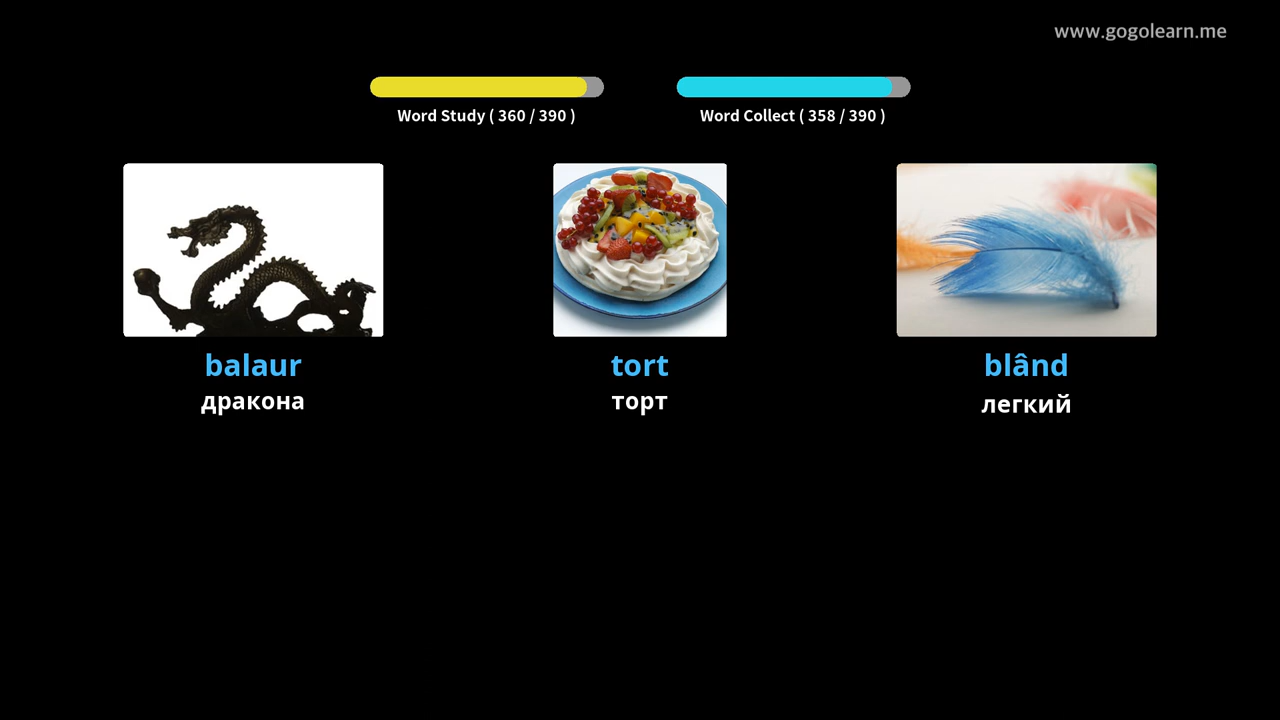 www.gogolearn.me
Word Study ( 360 / 390 )
Word Collect ( 358 / 390 )
balaur
tort
blând
дракона
торт
легкий